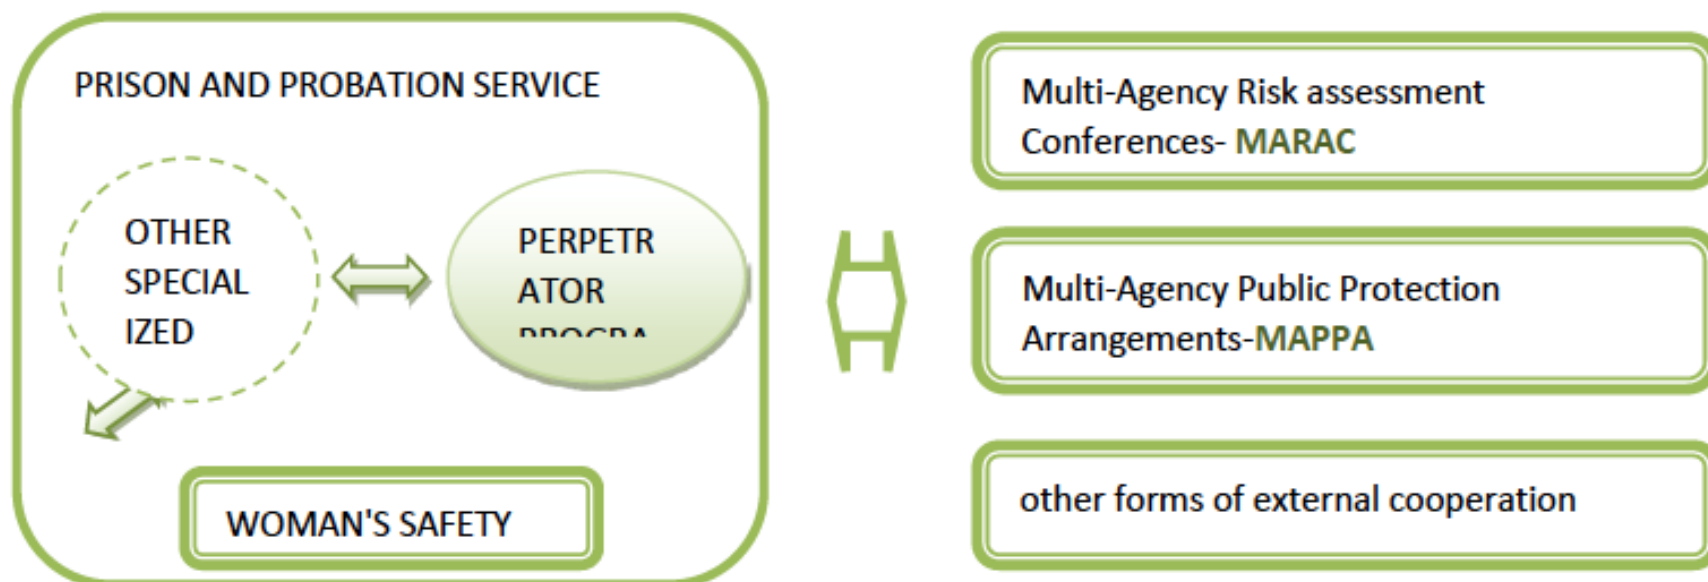 PRISON AND PROBATION SERVICE
OTHER
SPECIAL
IZED
PERPETR
ATOR
PROGRA
WOMAN'S SAFETY
Multi-Agency Risk assessment
Conferences- MARAC
Multi-Agency Public Protection
Arrangements-MAPPA
other forms of external cooperation